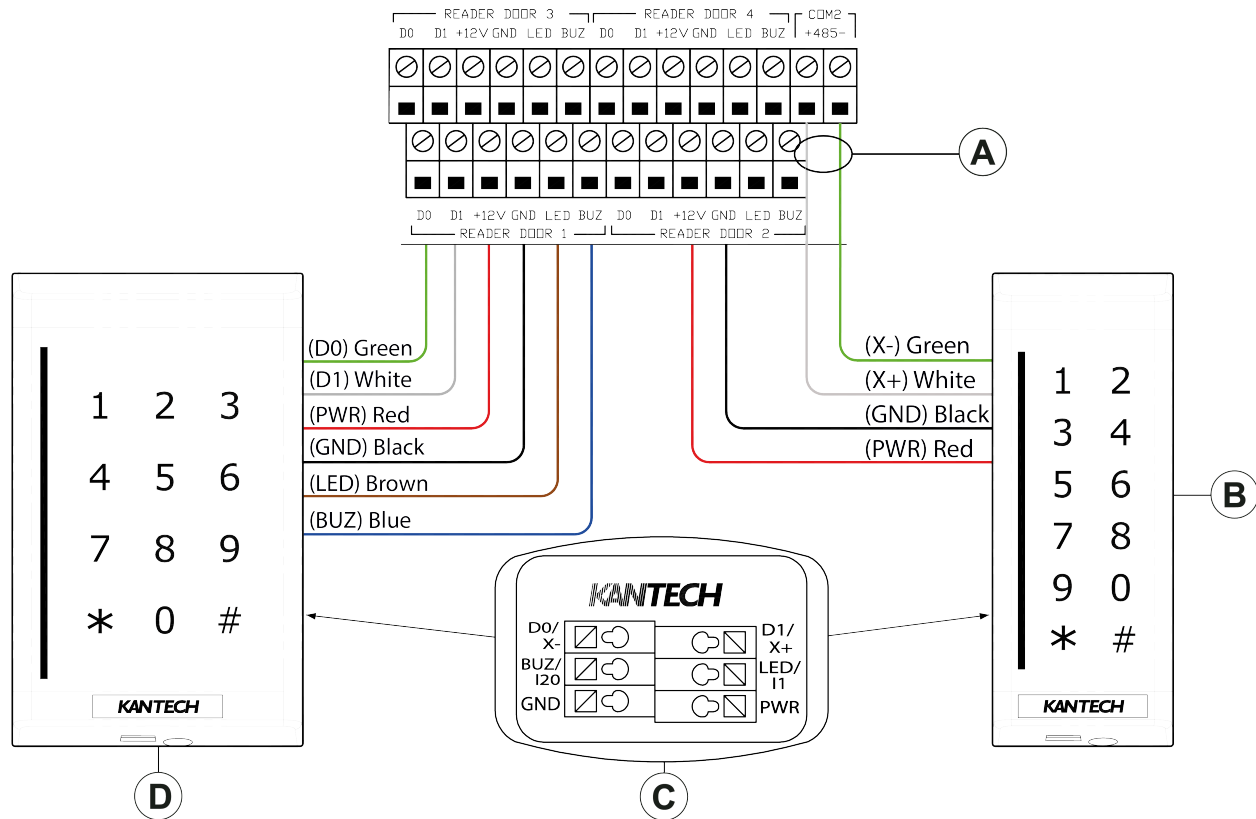 READER DOOR 3 READER DOOR 4 COM2
D0 D1 +12V GND LED BUZ D0 D1 +12V GND LED BUZ +485-
A
D0 D1 +12V GND LED BUZ D0 D1 +12V GND LED BUZ
READER DOOR 1 READER DOOR 2
(D0) Green
(D1) White
(PWR) Red
(GND) Black
(LED) Brown
(BUZ) Blue
(X-) Green
(X+) White
(GND) Black
(PWR) Red
1 2 3
4 5 6
7 8 9
* 0 #
KANTECH
D
1 2
3 4
5 6
7 8
9 0
* #
KANTECH
B
KANTECH
D0/
X-
D1/
X+
BUZ/
I20
LED/
I1
GND
PWR
C